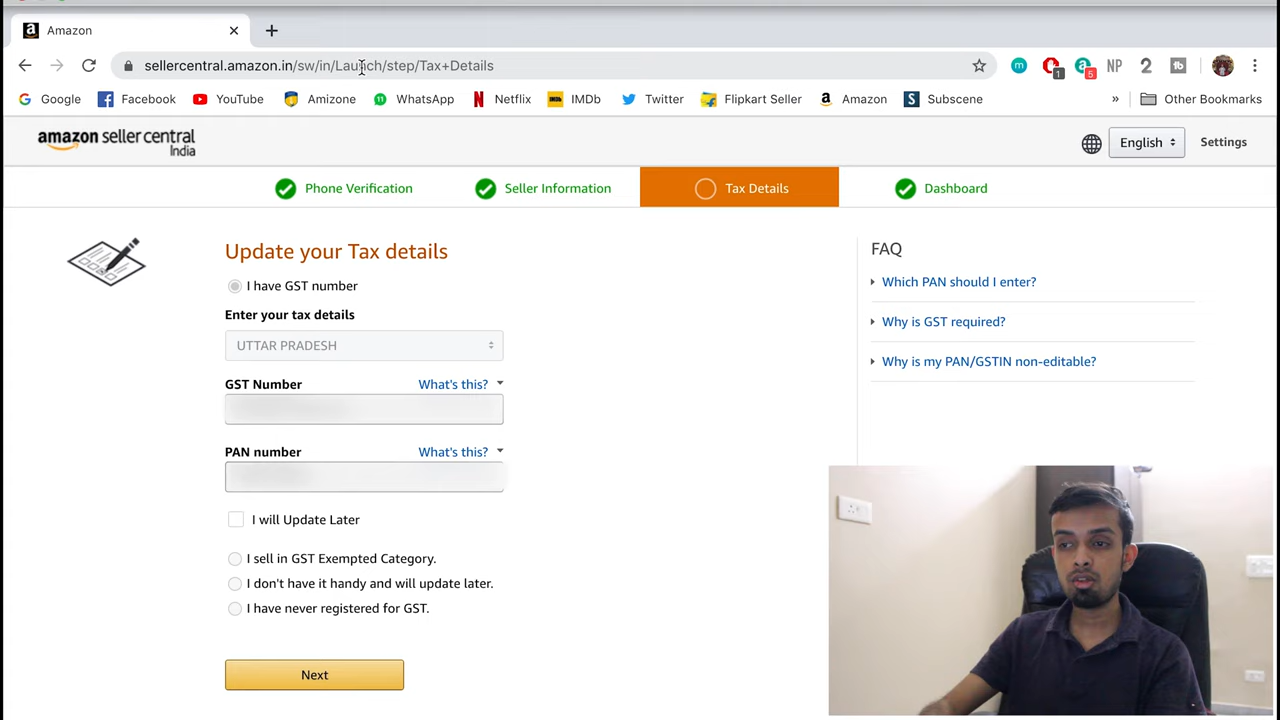 Amazon
sellercentral.amazon.in/sw/in/Launch/step/Tax+Details
1
5
NP
2
tb
Google
Facebook
YouTube
Amizone
WhatsApp
Netflix
IMDb
Twitter
Flipkart Seller
Amazon
Subscene
»
Other Bookmarks
amazon seller central
India
English
Settings
Phone Verification
Seller Information
Tax Details
Dashboard
Update your Tax details
I have GST number
Enter your tax details
UTTAR PRADESH
GST Number
What's this?
PAN number
What's this?
I will Update Later
I sell in GST Exempted Category.
I don't have it handy and will update later.
I have never registered for GST.
Next
FAQ
Which PAN should I enter?
Why is GST required?
Why is my PAN/GSTIN non-editable?